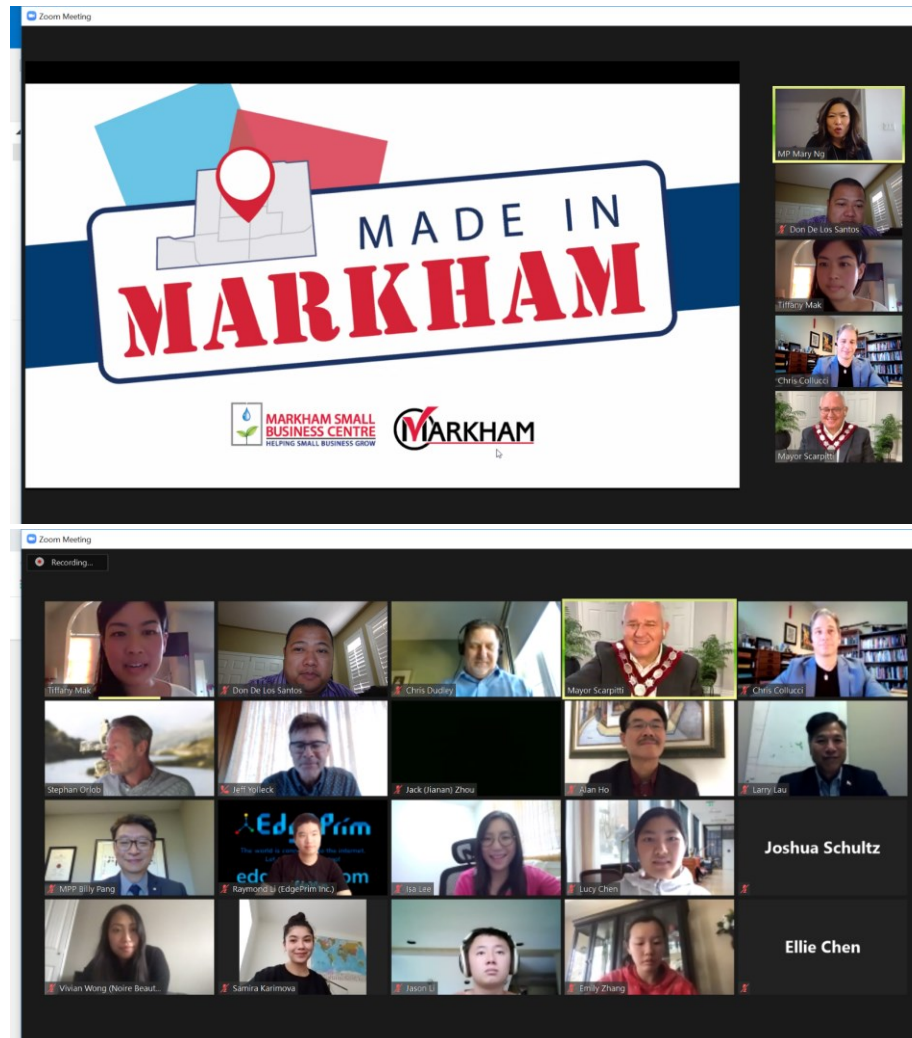 Zoom Meeting
MADE IN
MARKHAM
MARKHAM SMALL
BUSINESS CENTRE
HELPING SMALL BUSINESS GROW
MARKHAM
MP Mary Ng
Don De Los Santos
Tiffany Mak
Chris Collucci
Mayor Scarpitti
Zoom Meeting
Recording...
Tiffany Mak
Don De Los Santos
Chris Dudley
Mayor Scarpitti
Chris Collucci
Stephan Orlob
Jeff Yolleck
Jack (Jianan) Zhou
Alan Ho
Larry Lau
MPP Billy Pang
EdgePrim
Raymond Li (EdgePrim Inc.)
Isa Lee
Lucy Chen
Joshua Schultz
Vivian Wong (Noire Beaut...
Samira Karimova
Jason Li
Emily Zhang
Ellie Chen